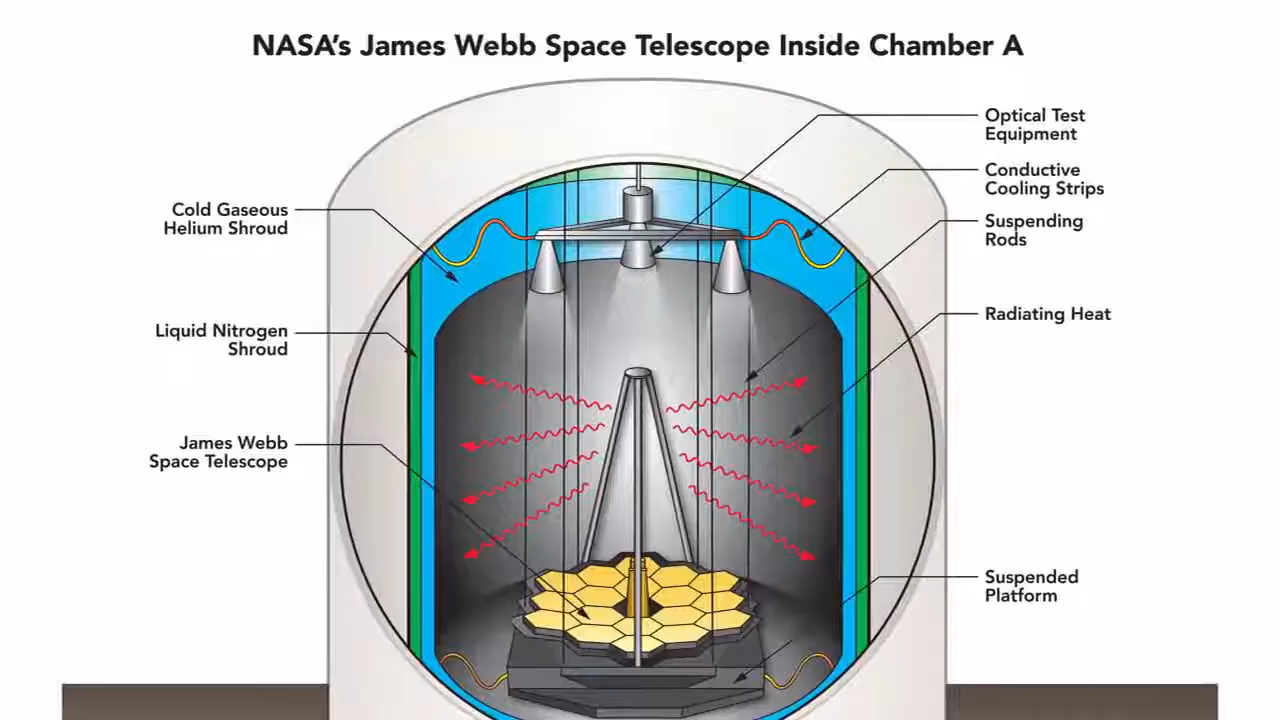 NASA's James Webb Space Telescope Inside Chamber A
Optical Test
Equipment
Conductive
Cooling Strips
Cold Gaseous
Helium Shroud
Suspending
Rods
Radiating Heat
Liquid Nitrogen
Shroud
James Webb
Space Telescope
Suspended
Platform